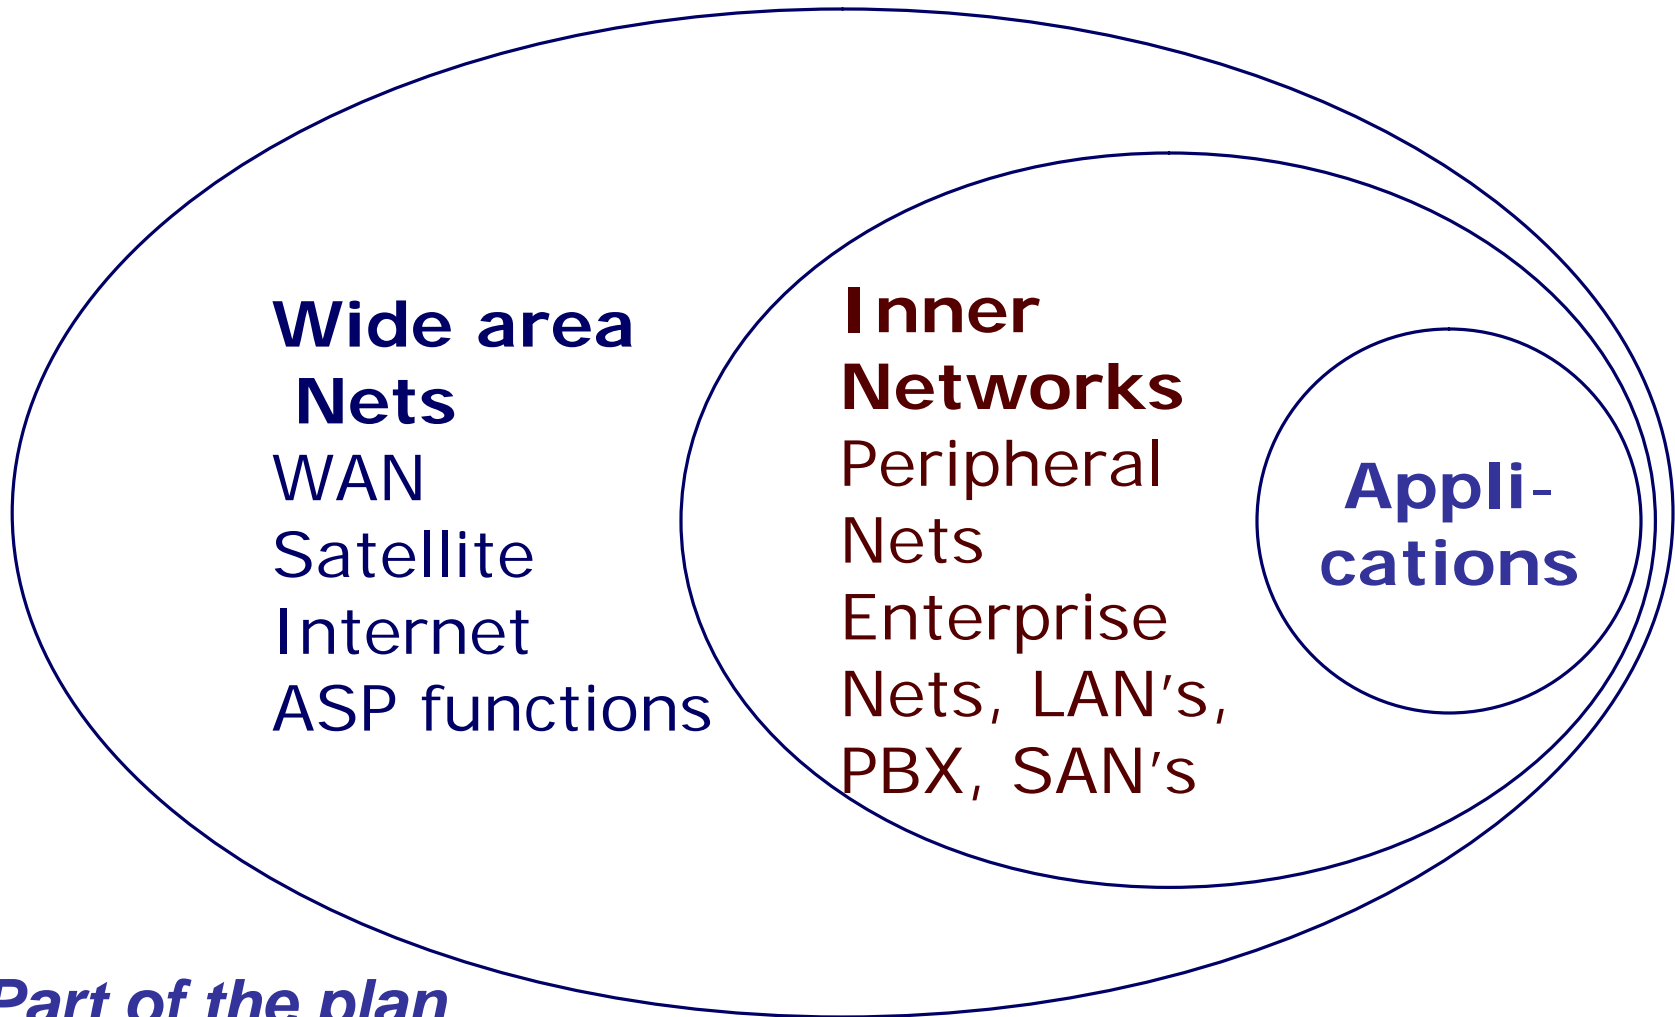 Wide area
Nets
WAN
Satellite
Internet
ASP functions
Inner
Networks
Peripheral
Nets
Enterprise
Nets, LAN’s,
PBX, SAN’s
Appli-
cations
Part of the plan